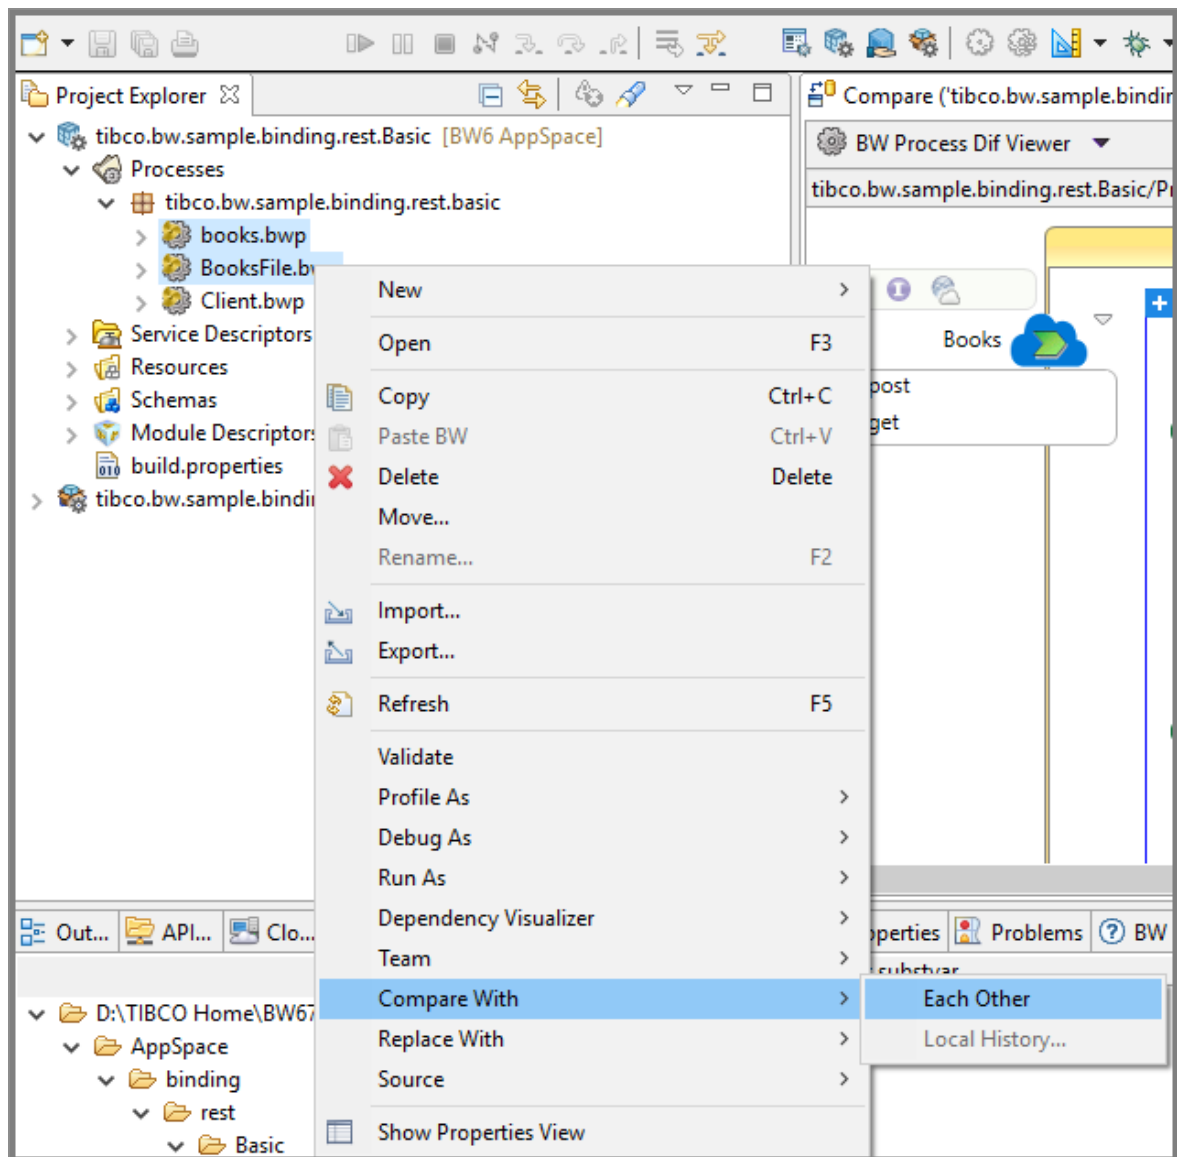 Project Explorer
Compare ('tibco.bw.sample.bindin
tibco.bw.sample.binding.rest.Basic [BW6 AppSpace]
BW Process Dif Viewer
Processes
tibco.bw.sample.binding.rest.Basic/P
tibco.bw.sample.binding.rest.basic
books.bwp
BooksFile.bw
Client.bwp
Service Descriptors
Resources
Schemas
Module Descriptors
build.properties
tibco.bw.sample.bindi
New
Open F3
Copy Ctrl+C
Paste BW Ctrl+V
Delete Delete
Move...
Rename... F2
Import...
Export...
Refresh F5
Validate
Profile As
Debug As
Run As
Dependency Visualizer
Team
Compare With
Replace With
Source
Show Properties View
Each Other
Local History...
Books
post
get
Out...
API...
Clo...
operties
Problems
BW
substvar
D:\TIBCO Home\BW67
AppSpace
binding
rest
Basic